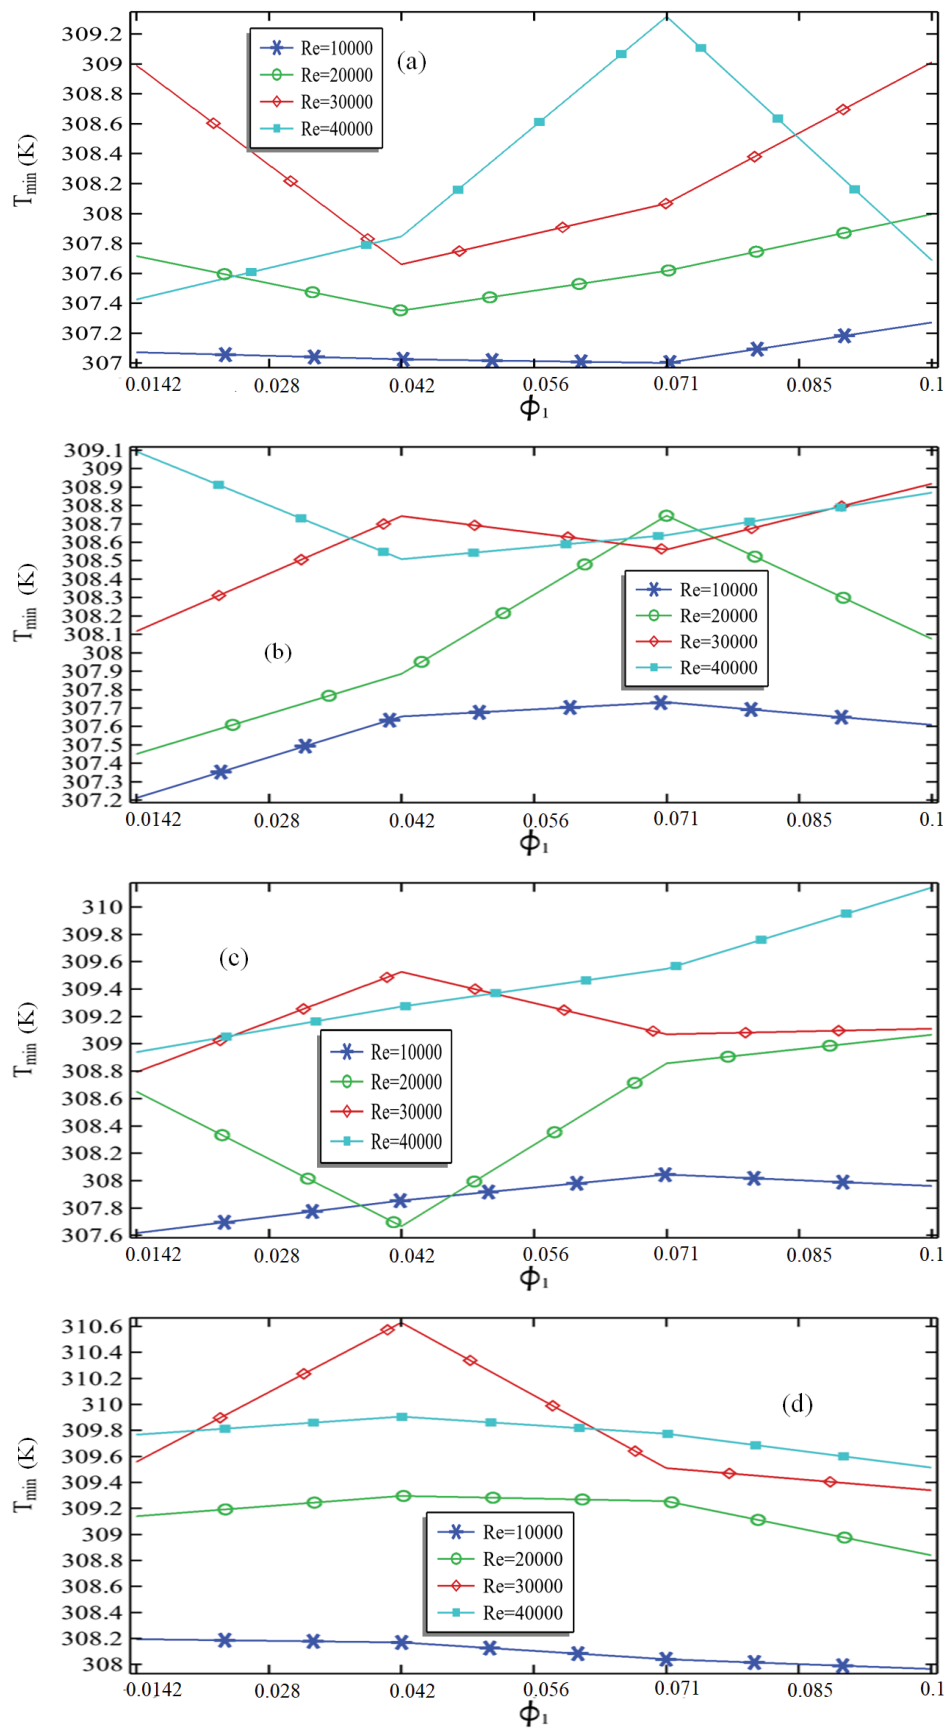 309.2
309
308.8
308.6
308.4
308.2
308
307.8
307.6
307.4
307.2
307
T_min (K)
Re=10000
Re=20000
Re=30000
Re=40000
(a)
0.0142 0.028 0.042 0.056 0.071 0.085 0.1
ϕ₁
309.1
309
308.9
308.8
308.7
308.6
308.5
308.4
308.3
308.2
308.1
308
307.9
307.8
307.7
307.6
307.5
307.4
307.3
307.2
T_min (K)
(b)
Re=10000
Re=20000
Re=30000
Re=40000
0.0142 0.028 0.042 0.056 0.071 0.085 0.1
ϕ₁
310
309.8
309.6
309.4
309.2
309
308.8
308.6
308.4
308.2
308
307.8
307.6
T_min (K)
(c)
Re=10000
Re=20000
Re=30000
Re=40000
0.0142 0.028 0.042 0.056 0.071 0.085 0.1
ϕ₁
310.6
310.4
310.2
310
309.8
309.6
309.4
309.2
309
308.8
308.6
308.4
308.2
308
T_min (K)
(d)
Re=10000
Re=20000
Re=30000
Re=40000
0.0142 0.028 0.042 0.056 0.071 0.085 0.1
ϕ₁